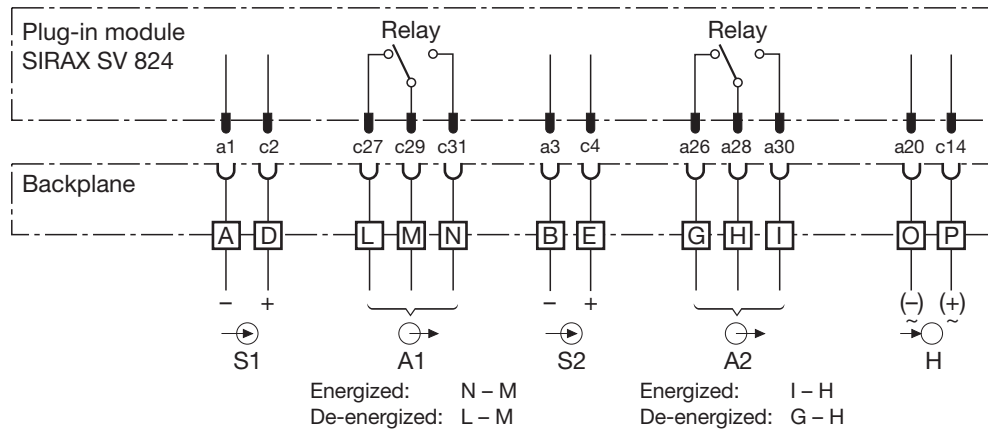 Plug-in module
SIRAX SV 824
Relay
Relay
a1 c2 c27 c29 c31 a3 c4 a26 a28 a30 a20 c14
Backplane
A D L M N B E G H I O P
– + – + (–) (+)
~ ~
S1 A1 S2 A2 H
Energized: N – M
De-energized: L – M
Energized: I – H
De-energized: G – H